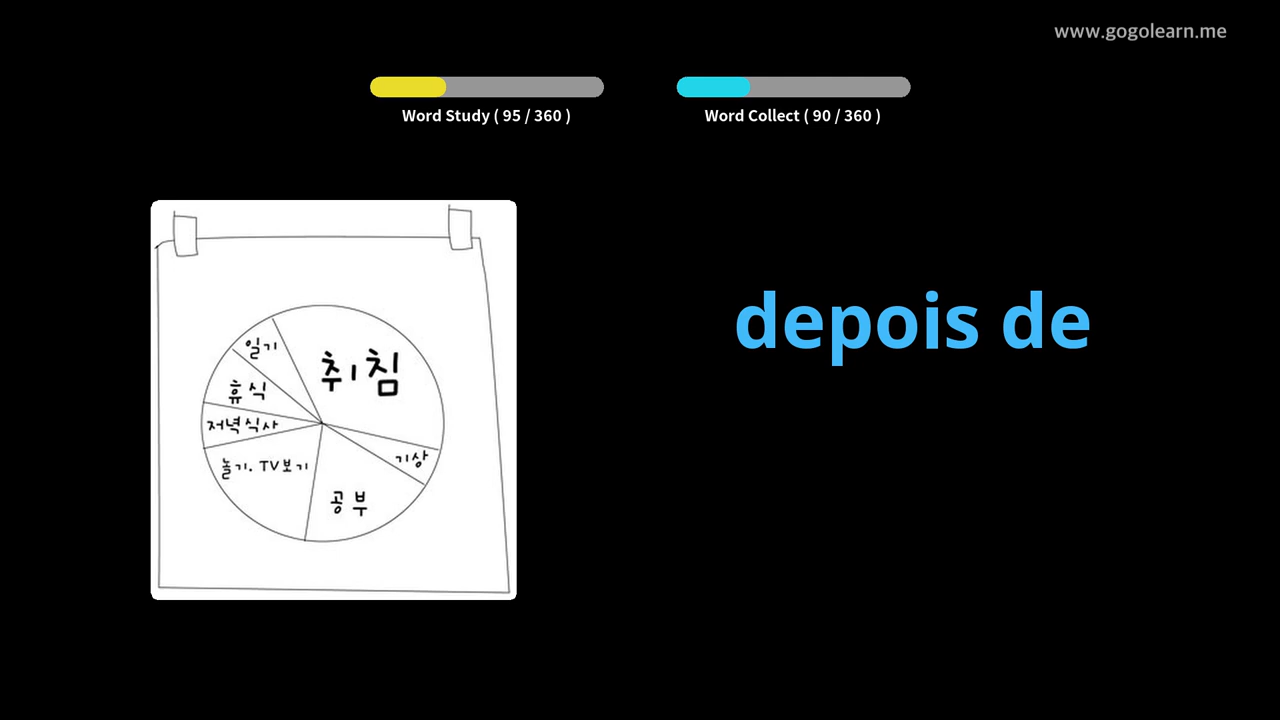 www.gogolearn.me
Word Study ( 95 / 360 )
Word Collect ( 90 / 360 )
일기
취침
휴식
저녁식사
놀기. TV보기
기상
공부
depois de